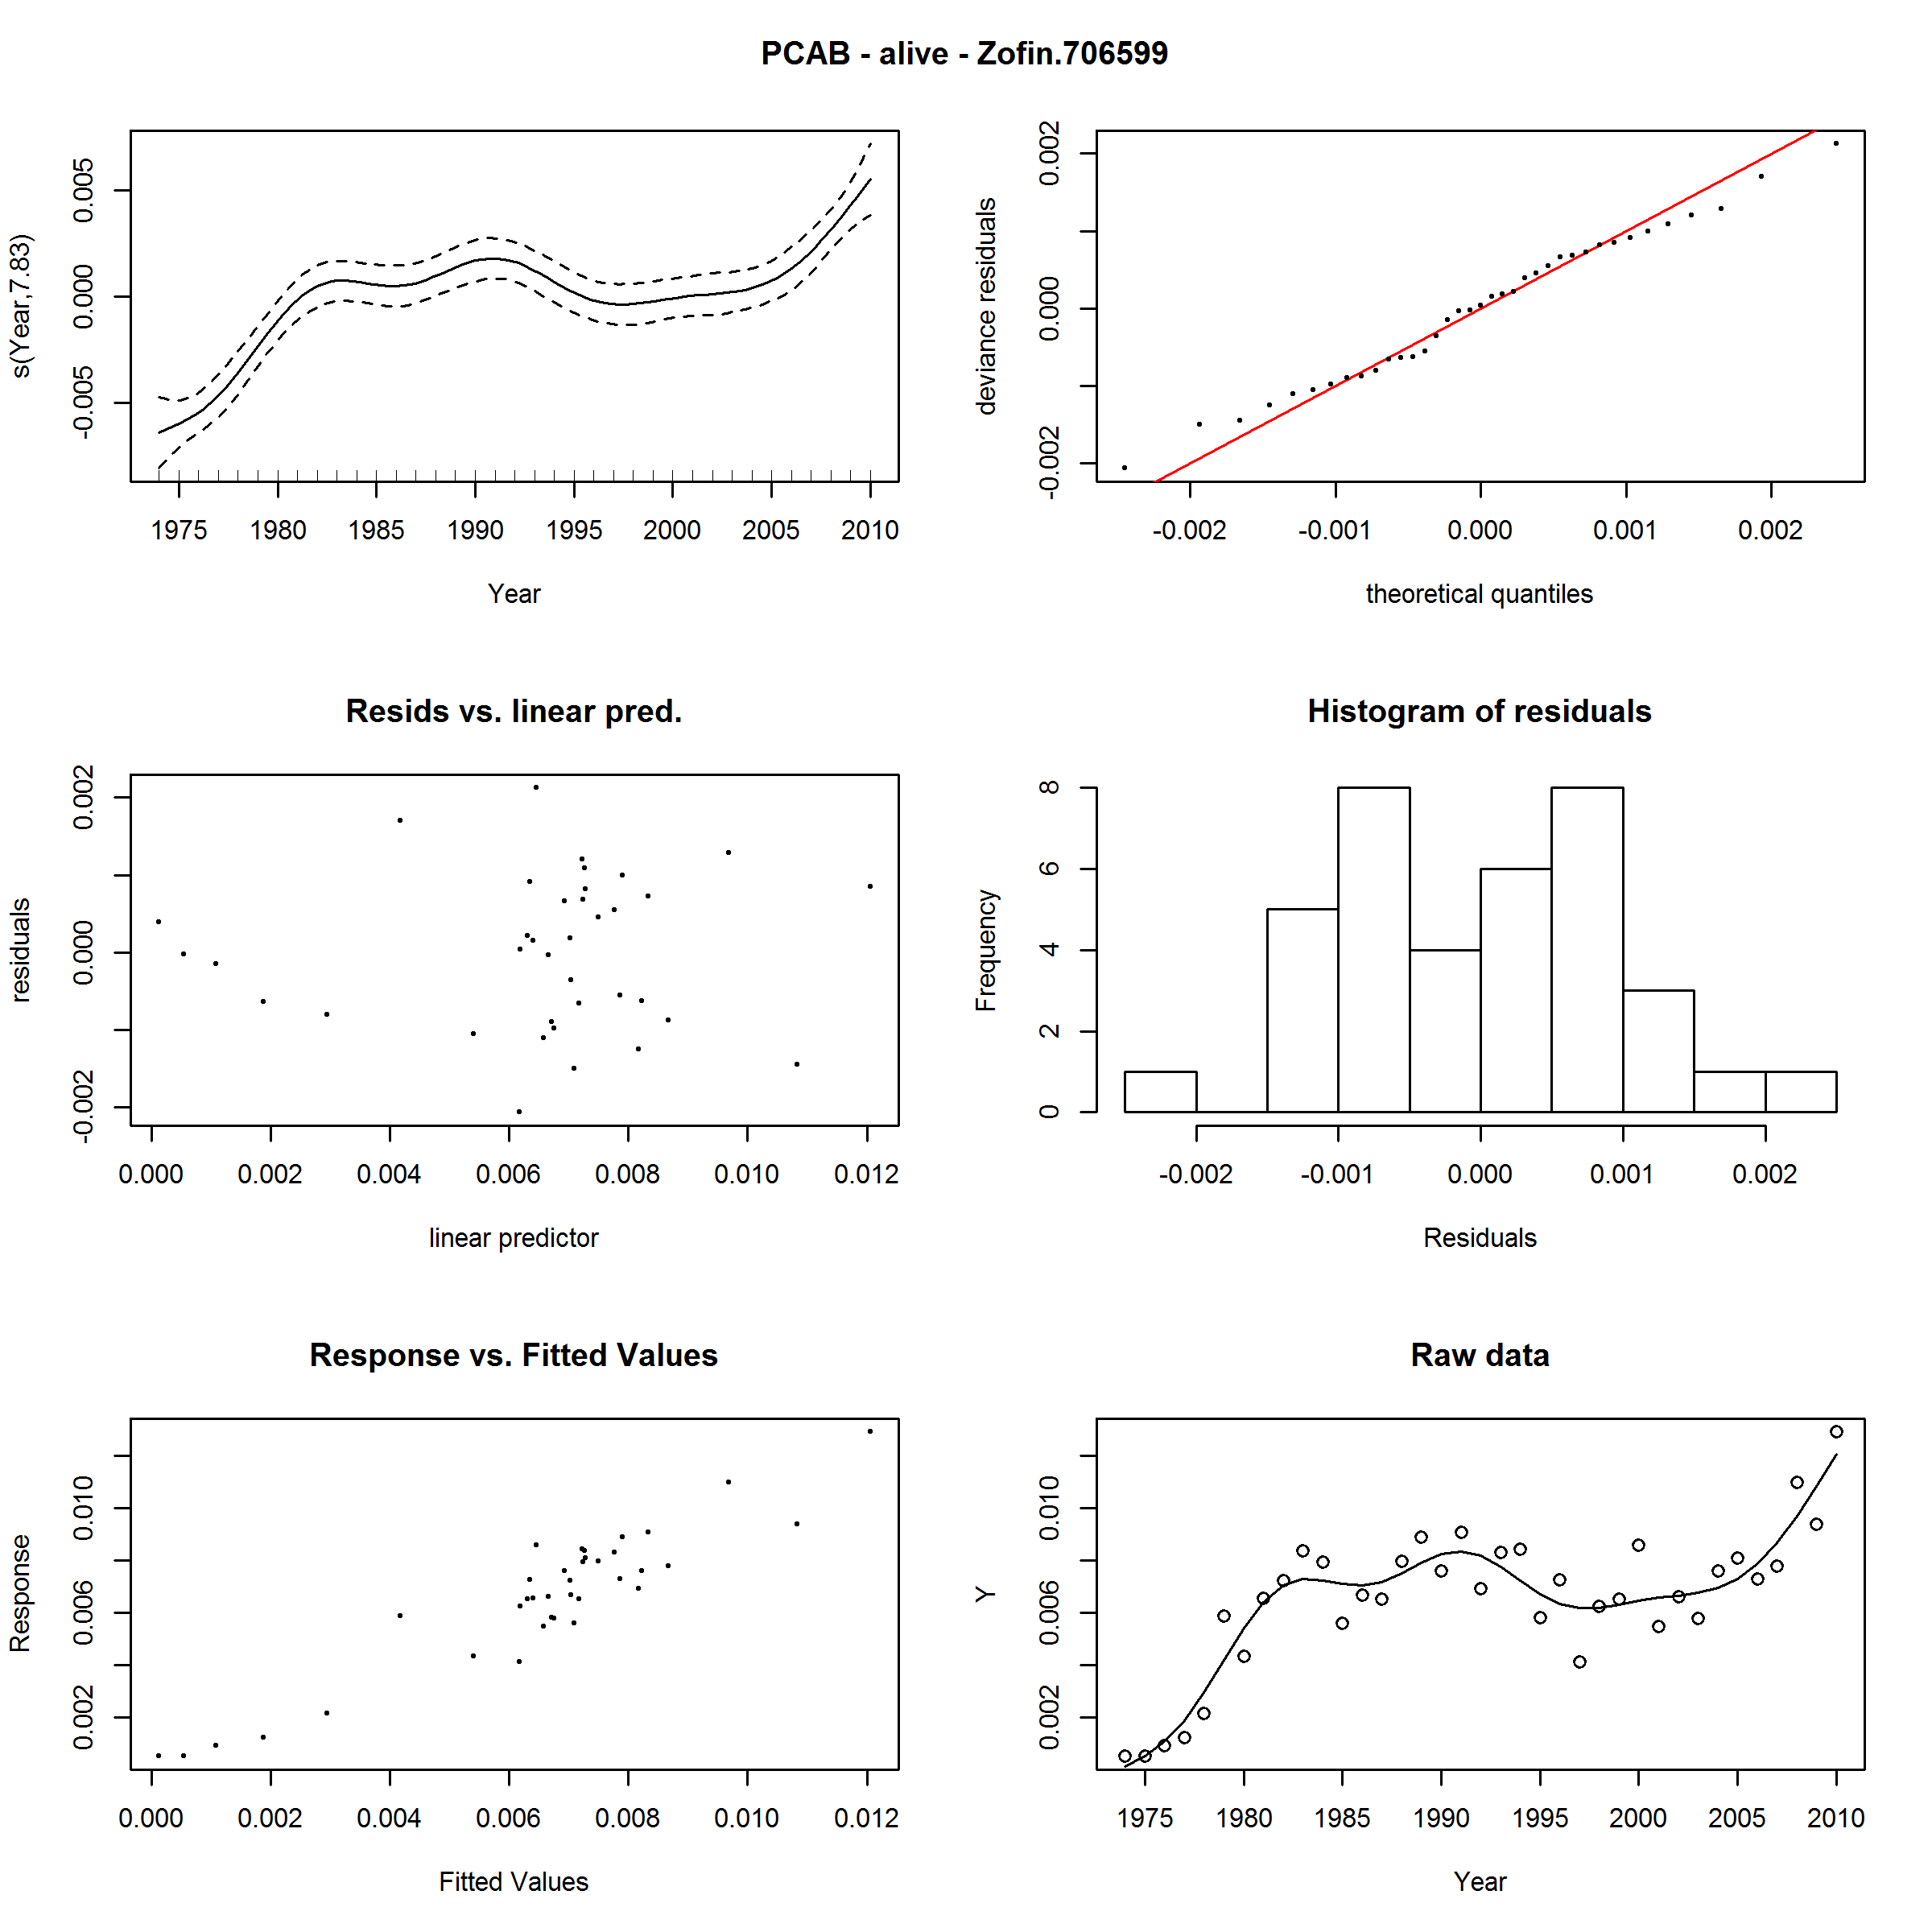 PCAB - alive - Zofin.706599
s(Year,7.83)
0.005
0.000
-0.005
1975 1980 1985 1990 1995 2000 2005 2010
Year
deviance residuals
0.002
0.000
-0.002
-0.002 -0.001 0.000 0.001 0.002
theoretical quantiles
Resids vs. linear pred.
residuals
0.002
0.000
-0.002
0.000 0.002 0.004 0.006 0.008 0.010 0.012
linear predictor
Histogram of residuals
Frequency
8
6
4
2
0
-0.002 -0.001 0.000 0.001 0.002
Residuals
Response vs. Fitted Values
Response
0.010
0.006
0.002
0.000 0.002 0.004 0.006 0.008 0.010 0.012
Fitted Values
Raw data
Y
0.010
0.006
0.002
1975 1980 1985 1990 1995 2000 2005 2010
Year